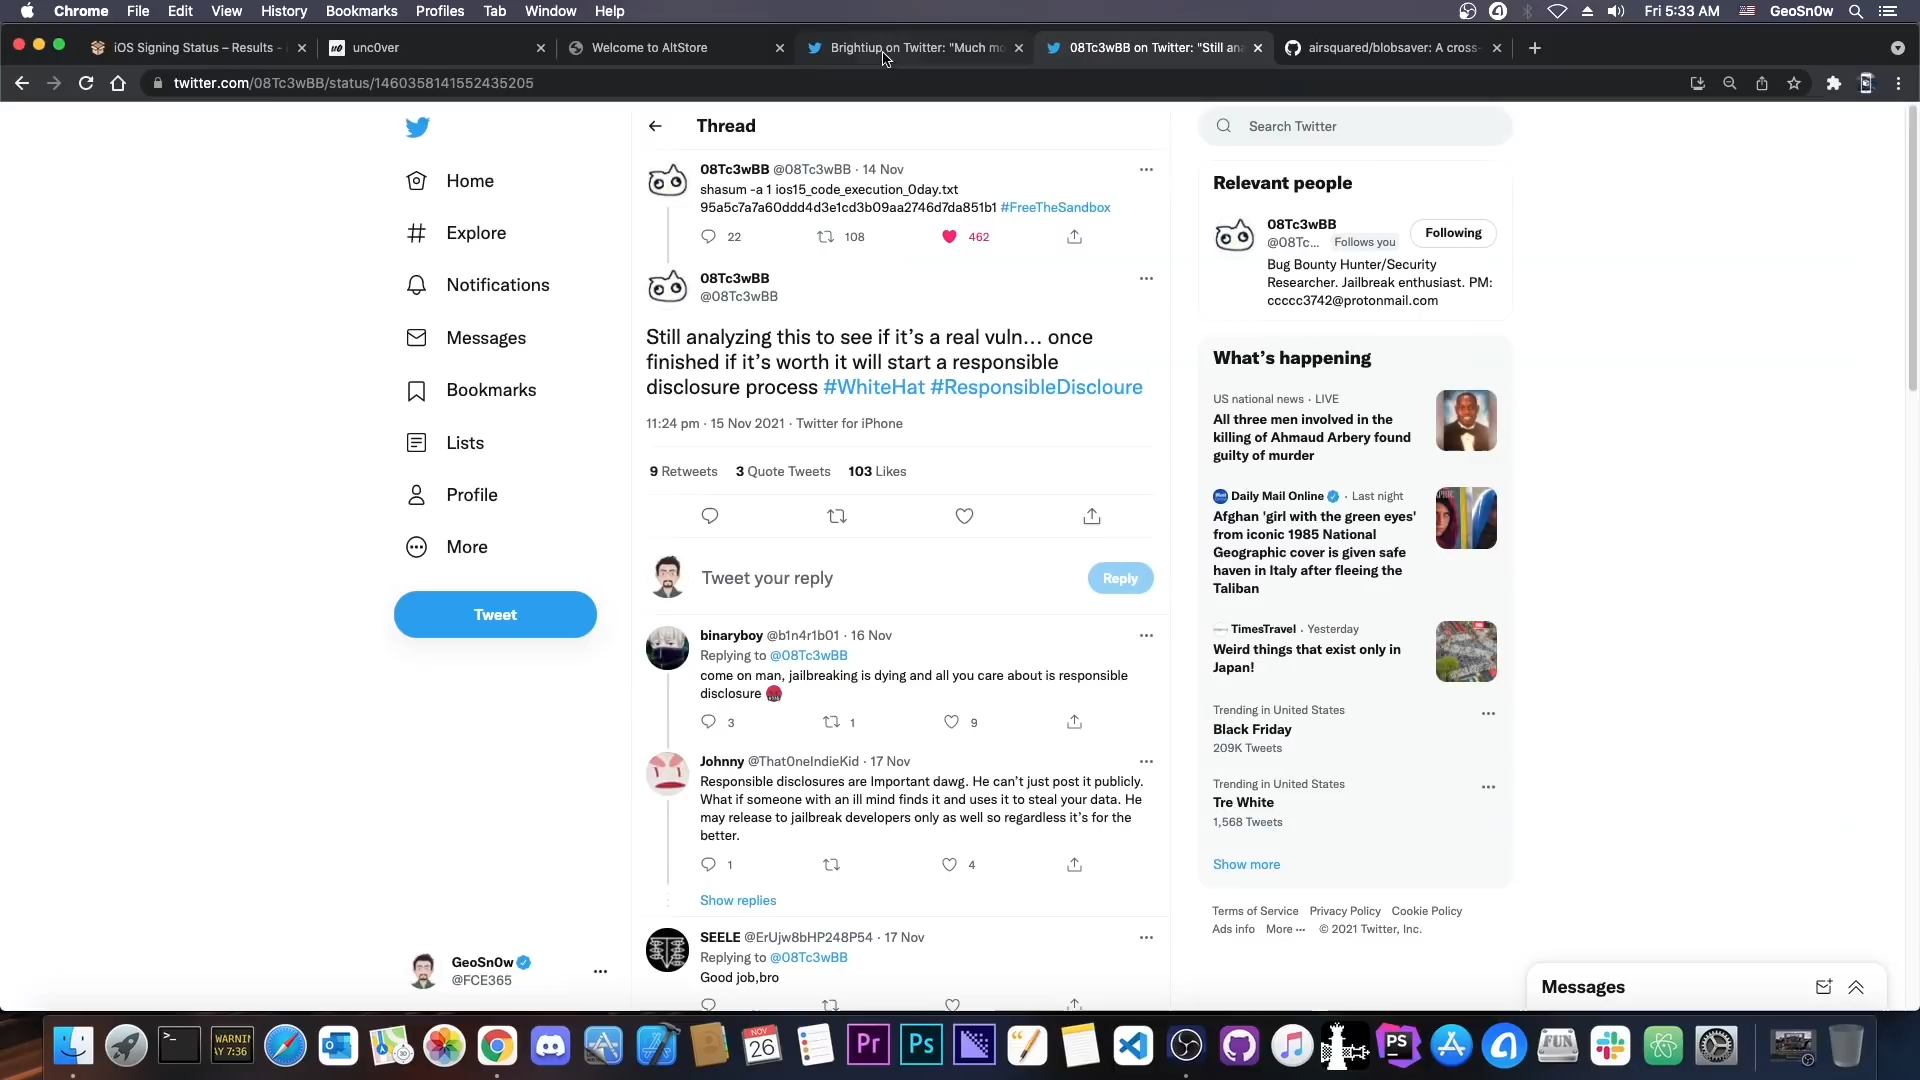 Chrome File Edit View History Bookmarks Profiles Tab Window Help
Fri 5:33 AM GeoSn0w
iOS Signing Status – Results -
unc0ver
Welcome to AltStore
Brightiup on Twitter: "Much mo
08Tc3wBB on Twitter: "Still ana
airsquared/blobsaver: A cross-
twitter.com/08Tc3wBB/status/1460358141552435205
Home
Explore
Notifications
Messages
Bookmarks
Lists
Profile
More
Tweet
GeoSn0w
@FCE365
Thread
08Tc3wBB @08Tc3wBB · 14 Nov
shasum -a 1 ios15_code_execution_0day.txt
95a5c7a7a60ddd4d3e1cd3b09aa2746d7da851b1 #FreeTheSandbox
22 108 462
08Tc3wBB
@08Tc3wBB
Still analyzing this to see if it's a real vuln... once
finished if it's worth it will start a responsible
disclosure process #WhiteHat #ResponsibleDiscloure
11:24 pm · 15 Nov 2021 · Twitter for iPhone
9 Retweets 3 Quote Tweets 103 Likes
Tweet your reply
Reply
binaryboy @b1n4r1b01 · 16 Nov
Replying to @08Tc3wBB
come on man, jailbreaking is dying and all you care about is responsible
disclosure
3 1 9
Johnny @ThatOneIndieKid · 17 Nov
Responsible disclosures are Important dawg. He can't just post it publicly.
What if someone with an ill mind finds it and uses it to steal your data. He
may release to jailbreak developers only as well so regardless it's for the
better.
1 4
Show replies
SEELE @ErUjw8bHP248P54 · 17 Nov
Replying to @08Tc3wBB
Good job,bro
Search Twitter
Relevant people
08Tc3wBB
@08Tc... Follows you
Following
Bug Bounty Hunter/Security
Researcher. Jailbreak enthusiast. PM:
ccccc3742@protonmail.com
What's happening
US national news · LIVE
All three men involved in the
killing of Ahmaud Arbery found
guilty of murder
Daily Mail Online · Last night
Afghan 'girl with the green eyes'
from iconic 1985 National
Geographic cover is given safe
haven in Italy after fleeing the
Taliban
TimesTravel · Yesterday
Weird things that exist only in
Japan!
Trending in United States
Black Friday
209K Tweets
Trending in United States
Tre White
1,568 Tweets
Show more
Terms of Service Privacy Policy Cookie Policy
Ads info More ··· © 2021 Twitter, Inc.
Messages
WARNIN
AY 7:36
NOV
26
Pr
Ps
PS
FUN